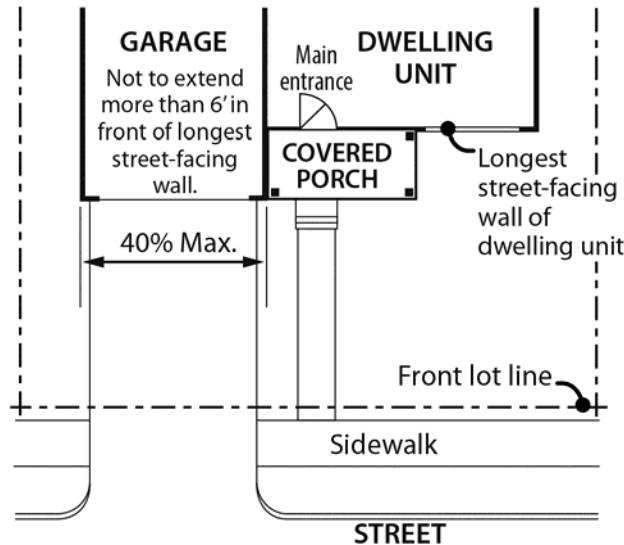 GARAGE
Not to extend
more than 6' in
front of longest
street-facing
wall.
Main
entrance
DWELLING
UNIT
COVERED
PORCH
Longest
street-facing
wall of
dwelling unit
40% Max.
Front lot line
Sidewalk
STREET